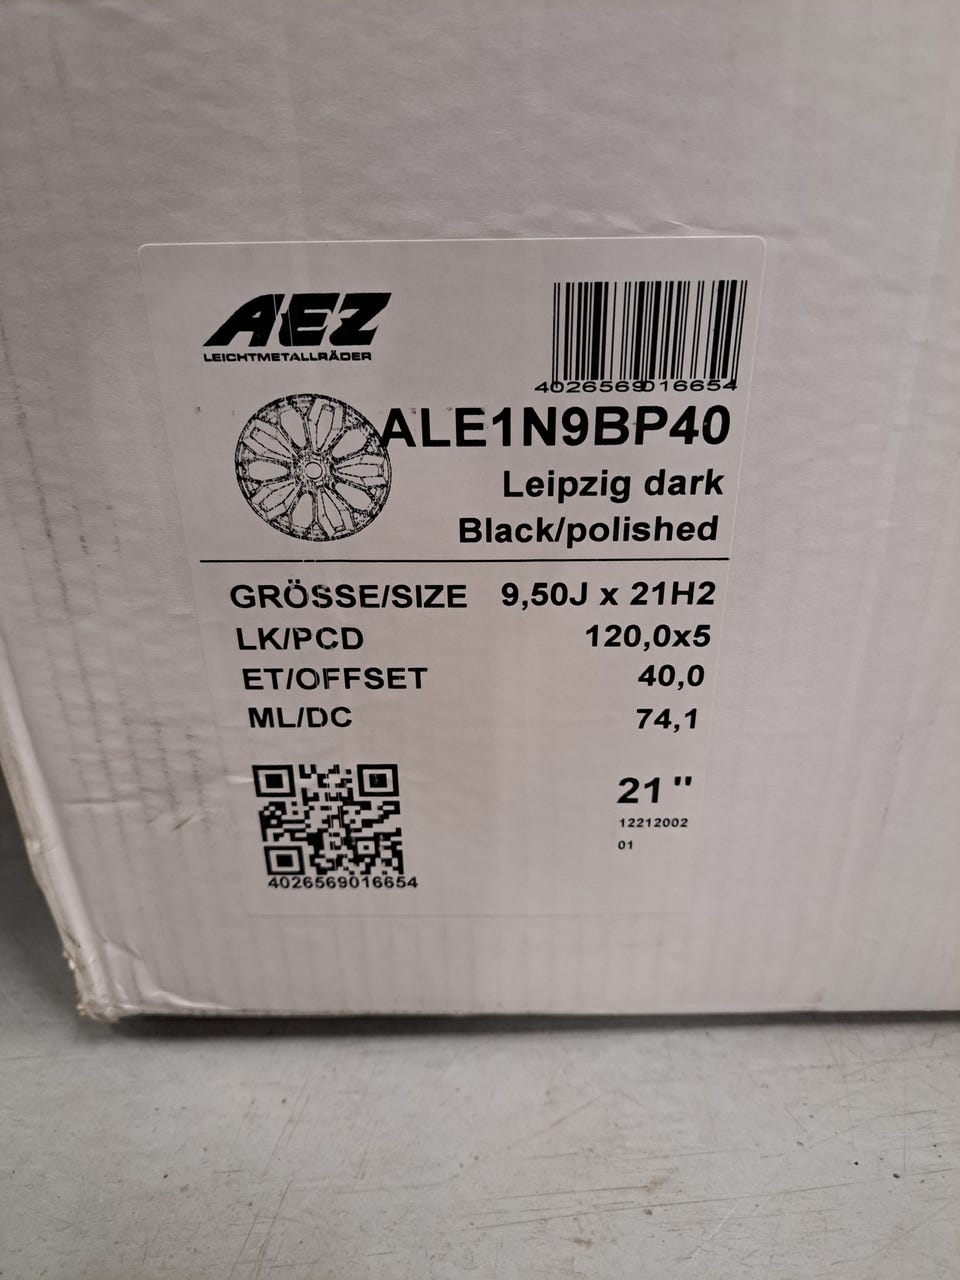 AEZ
LEICHTMETALLRÄDER
4026569016654
ALE1N9BP40
Leipzig dark
Black/polished
GRÖSSE/SIZE 9,50J x 21H2
LK/PCD 120,0x5
ET/OFFSET 40,0
ML/DC 74,1
21 "
12212002
01
4026569016654